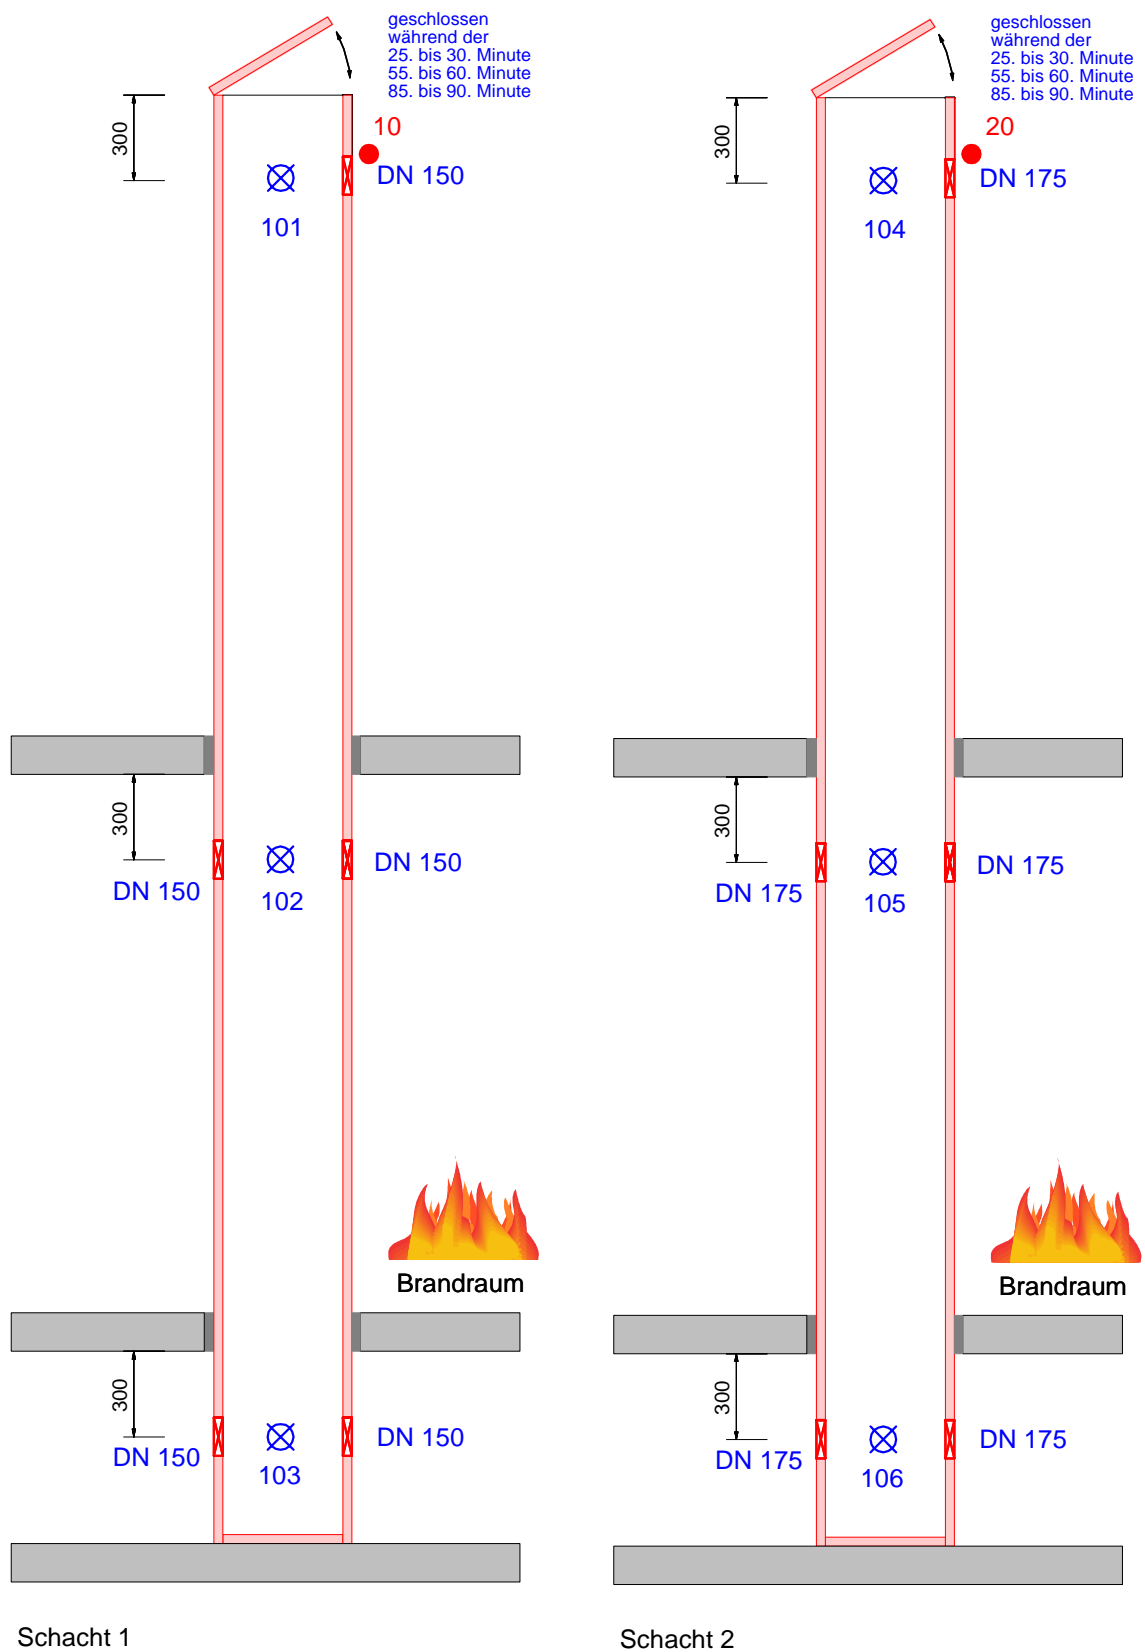 geschlossen
während der
25. bis 30. Minute
55. bis 60. Minute
85. bis 90. Minute
300
10
DN 150
101
300
DN 150
DN 150
102
Brandraum
300
DN 150
DN 150
103
Schacht 1
geschlossen
während der
25. bis 30. Minute
55. bis 60. Minute
85. bis 90. Minute
300
20
DN 175
104
300
DN 175
DN 175
105
Brandraum
300
DN 175
DN 175
106
Schacht 2